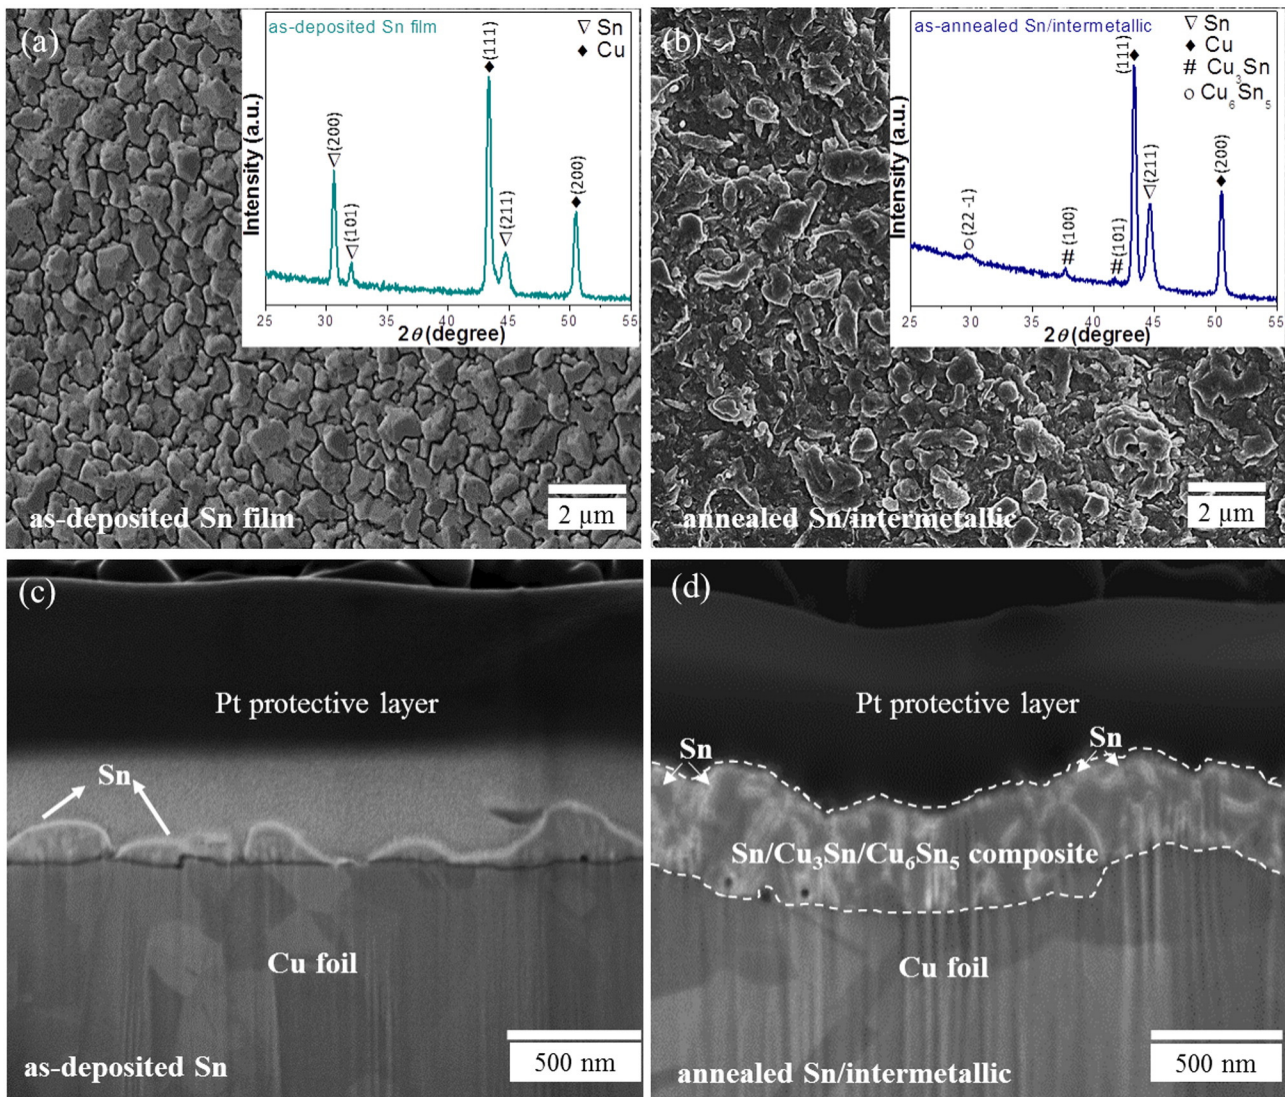 (a)
as-deposited Sn film
▽ Sn
◆ Cu
Intensity (a.u.)
▽(200)
▽(101)
◆(111)
▽(211)
◆(200)
25 30 35 40 45 50 55
2θ (degree)
as-deposited Sn film
2 μm
(b)
as-annealed Sn/intermetallic
▽ Sn
◆ Cu
# Cu3Sn
○ Cu6Sn5
Intensity (a.u.)
○(22 -1)
#(100)
#(101)
◆(111)
▽(211)
◆(200)
25 30 35 40 45 50 55
2θ (degree)
annealed Sn/intermetallic
2 μm
(c)
Pt protective layer
Sn
Cu foil
as-deposited Sn
500 nm
(d)
Pt protective layer
Sn
Sn
Sn/Cu3Sn/Cu6Sn5 composite
Cu foil
annealed Sn/intermetallic
500 nm